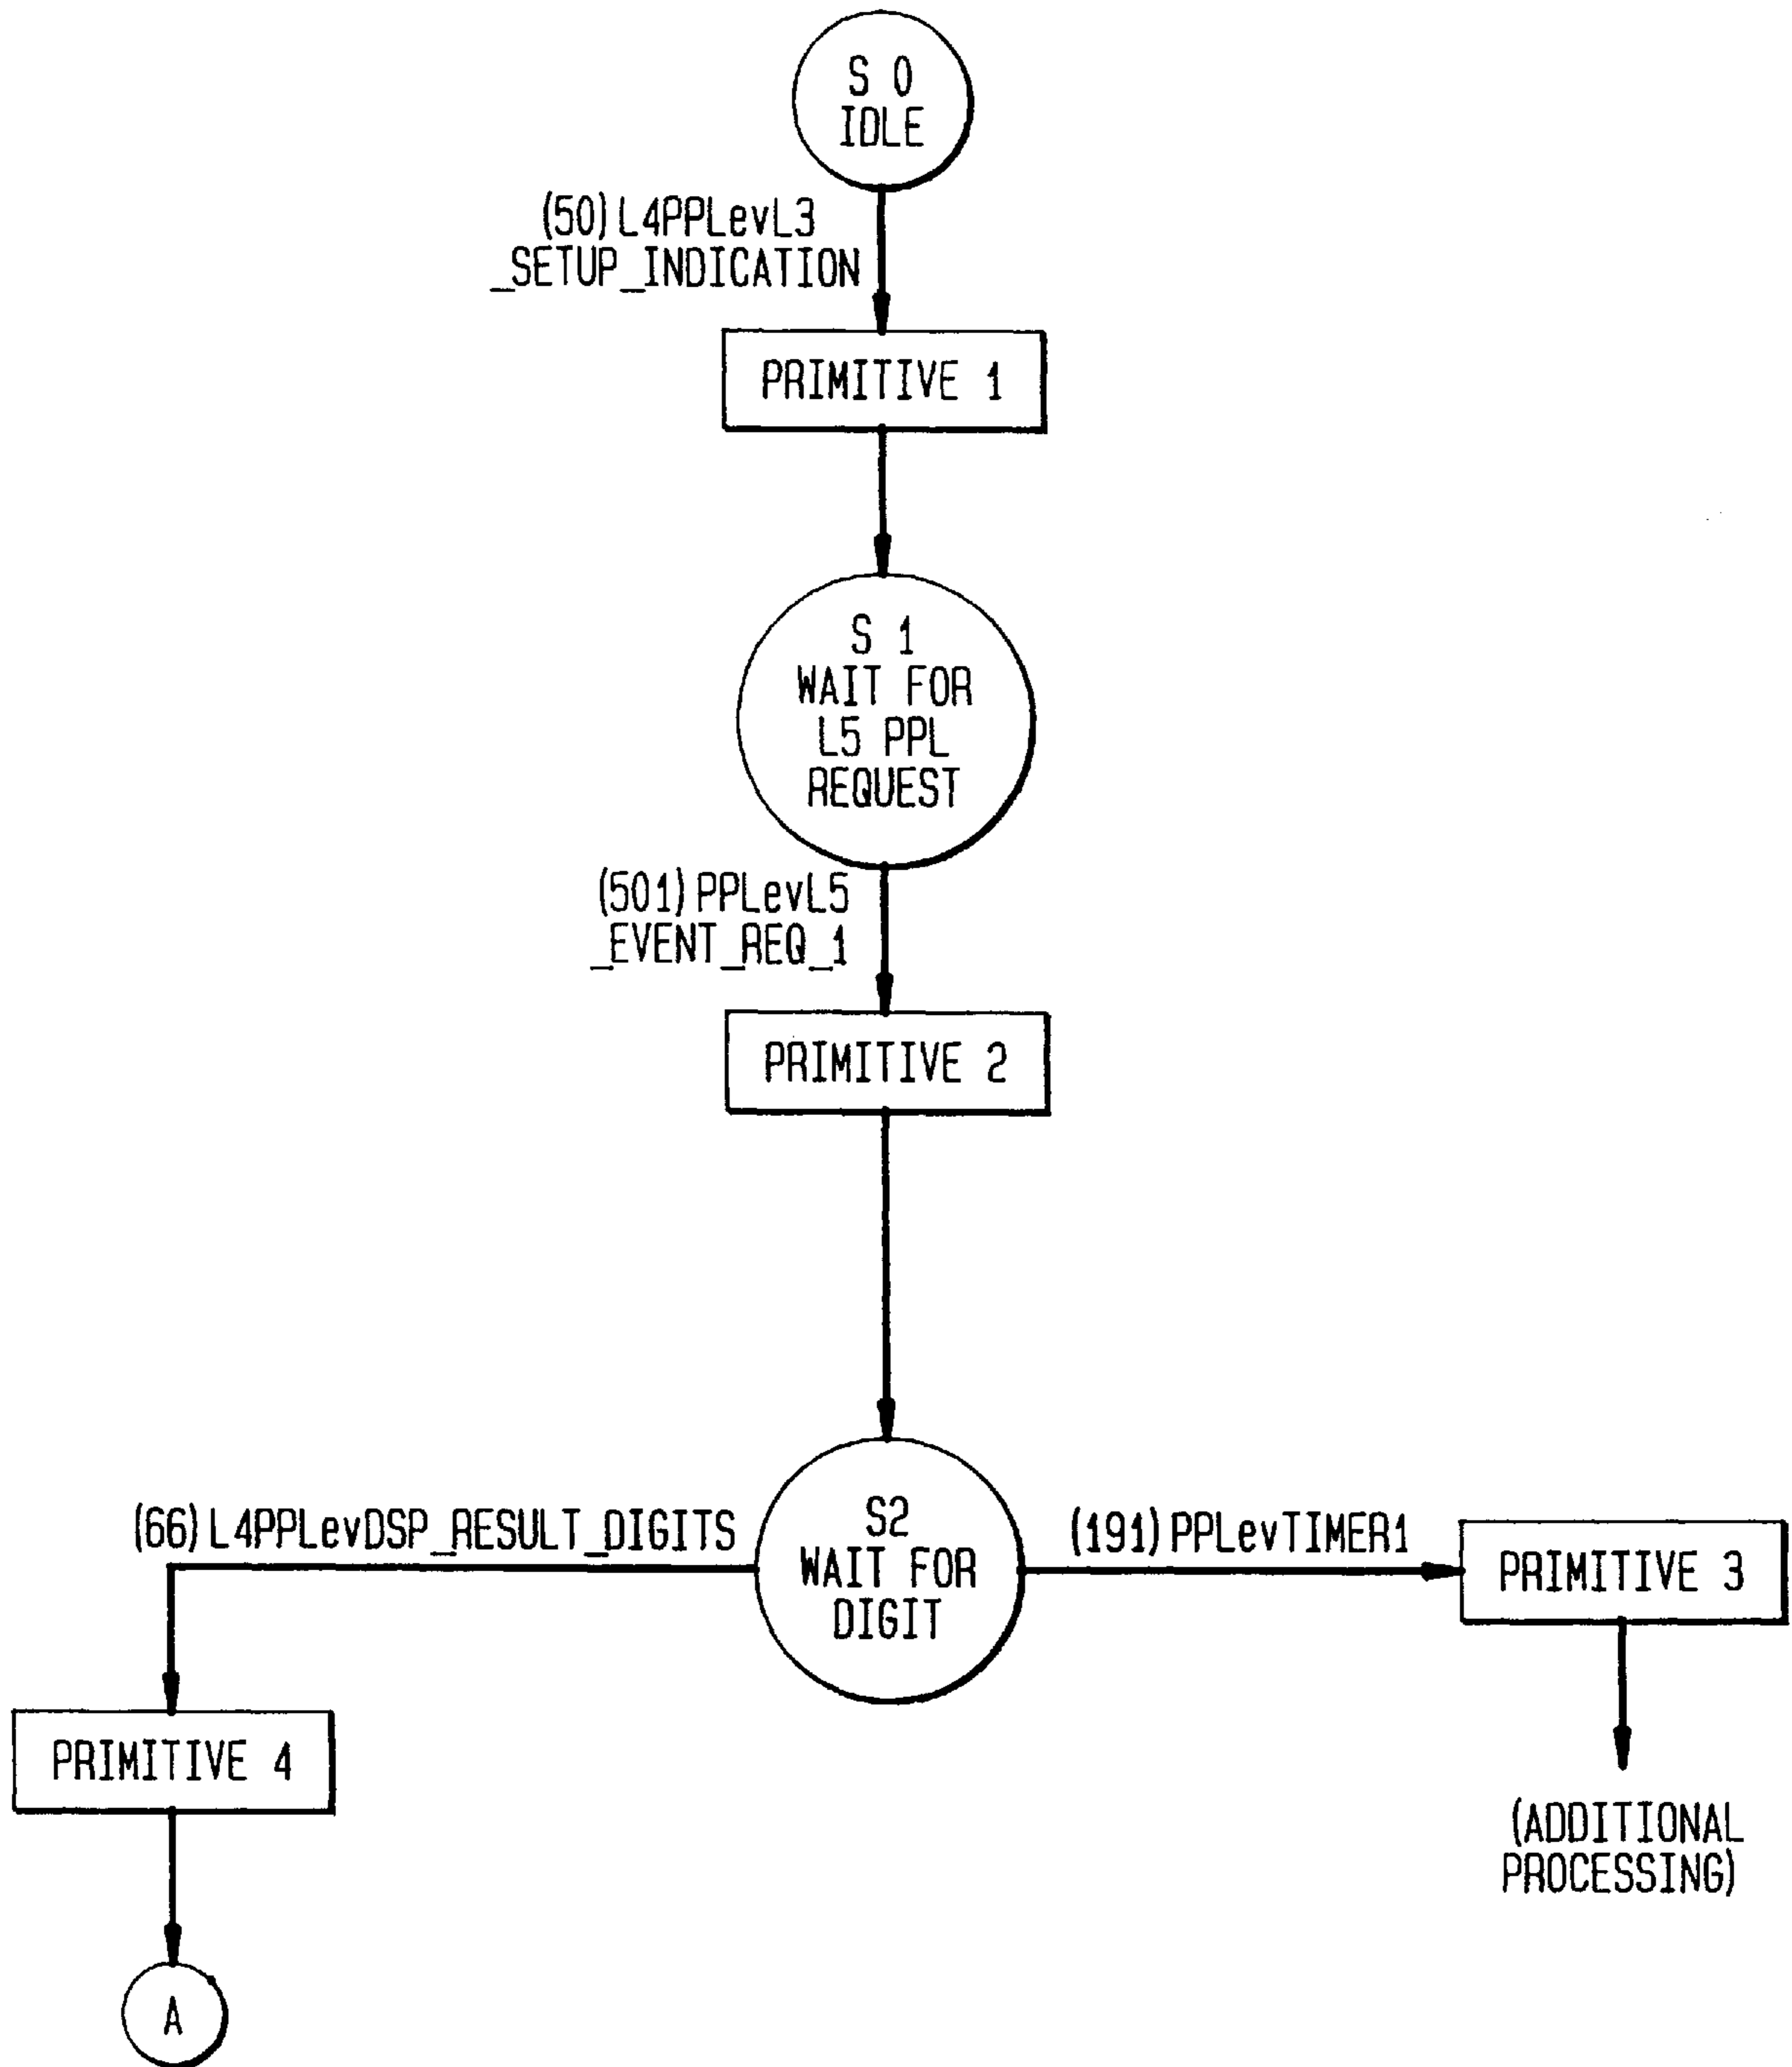 S 0
IDLE
(50) L4PPLevL3
_SETUP_INDICATION
PRIMITIVE 1
S 1
WAIT FOR
L5 PPL
REQUEST
(501) PPLevL5
_EVENT_REQ_1
PRIMITIVE 2
(66) L4PPLevDSP_RESULT_DIGITS
S2
WAIT FOR
DIGIT
(191) PPLevTIMER1
PRIMITIVE 3
PRIMITIVE 4
(ADDITIONAL
PROCESSING)
A